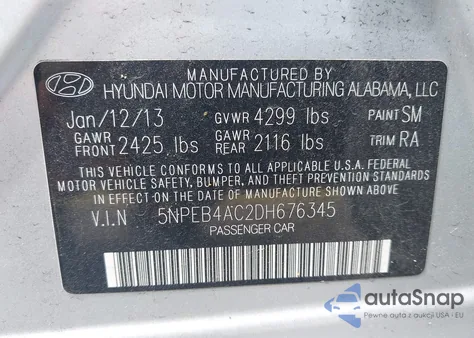 MANUFACTURED BY
HYUNDAI MOTOR MANUFACTURING ALABAMA, LLC
Jan/12/13 GVWR 4299 lbs PAINT SM
GAWR FRONT 2425 lbs GAWR REAR 2116 lbs TRIM RA
THIS VEHICLE CONFORMS TO ALL APPLICABLE U.S.A. FEDERAL
MOTOR VEHICLE SAFETY, AND THEFT PREVENTION STANDARDS
IN EFFECT ON THE DATE OF MANUFACTURE SHOWN ABOVE.
V.I.N 5NPEB4AC2DH676345
PASSENGER CAR
autoSnap
Pewne auta z aukcji USA - EU